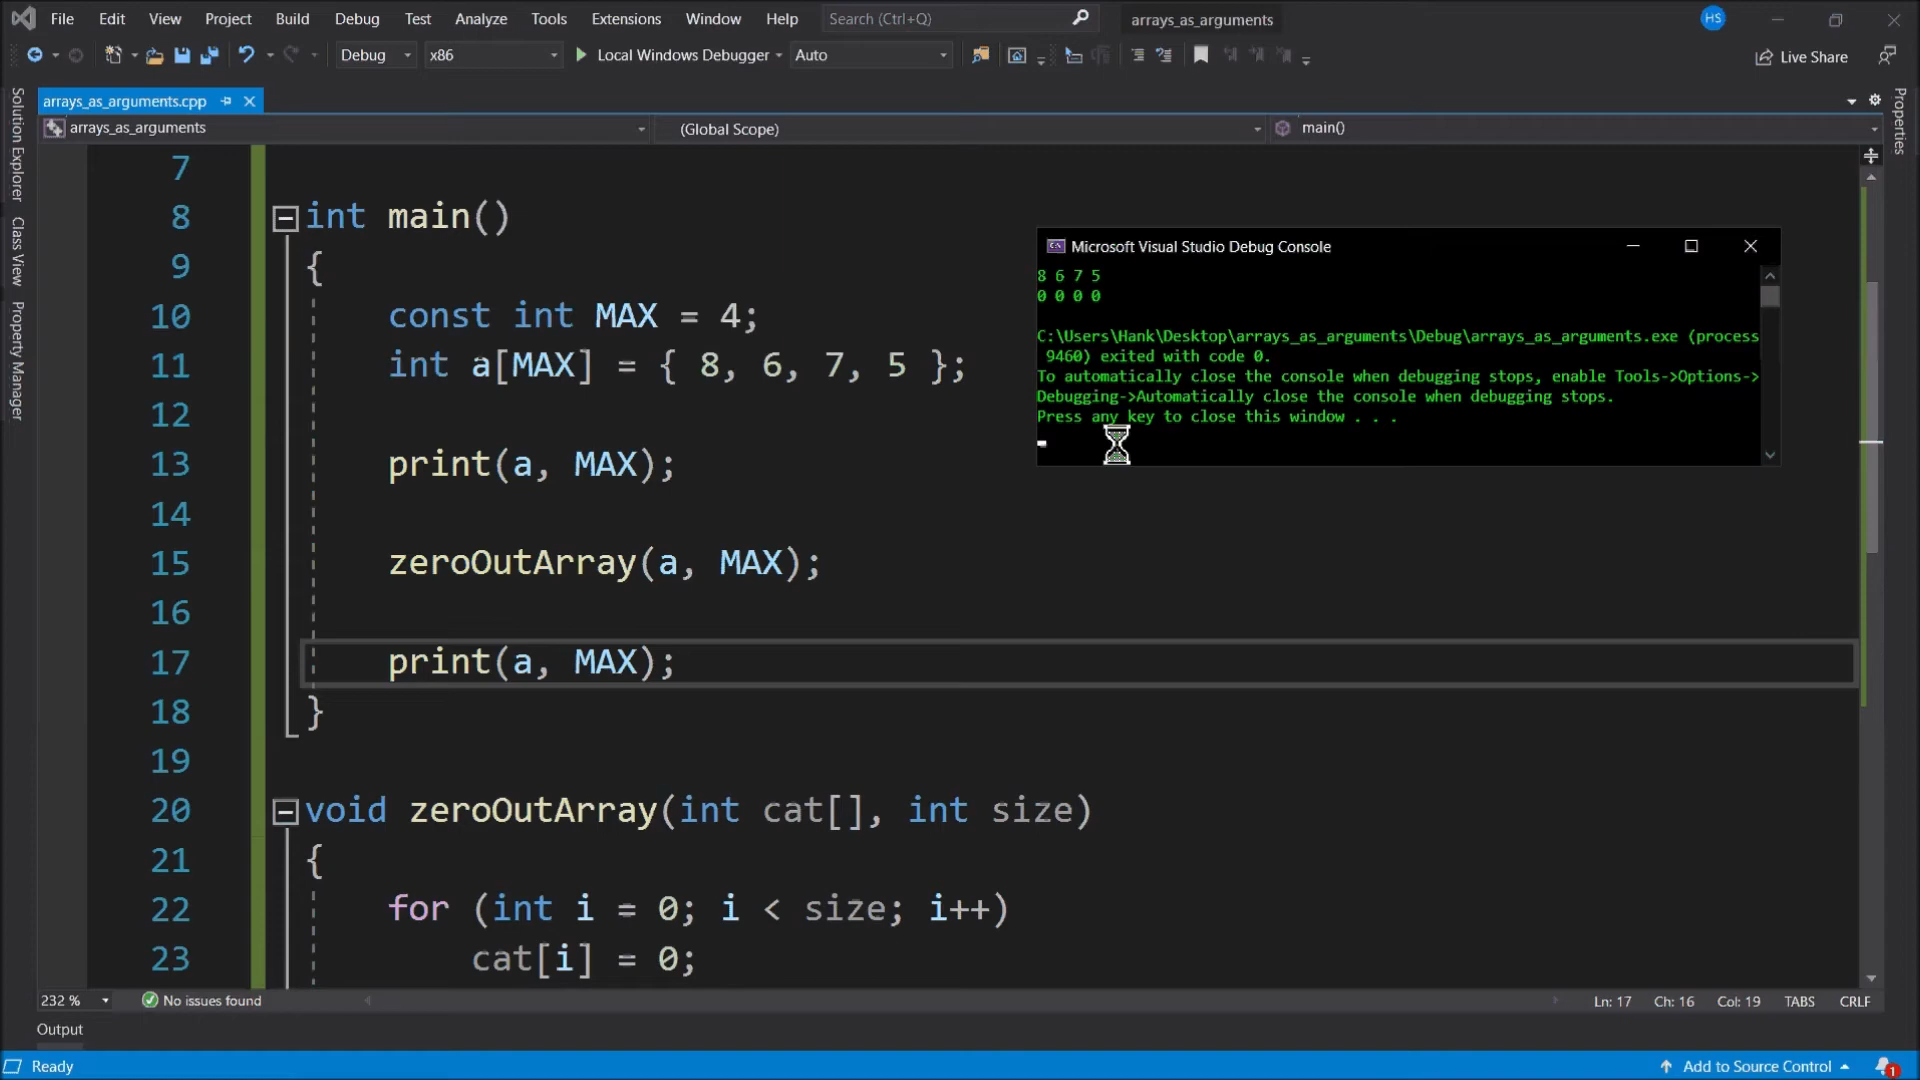 File Edit View Project Build Debug Test Analyze Tools Extensions Window Help Search (Ctrl+Q) arrays_as_arguments HS
Debug x86 Local Windows Debugger Auto Live Share
Solution Explorer
Class View
Property Manager
Properties
arrays_as_arguments.cpp
arrays_as_arguments (Global Scope) main()
7
8 int main()
9 {
10 const int MAX = 4;
11 int a[MAX] = { 8, 6, 7, 5 };
12
13 print(a, MAX);
14
15 zeroOutArray(a, MAX);
16
17 print(a, MAX);
18 }
19
20 void zeroOutArray(int cat[], int size)
21 {
22 for (int i = 0; i < size; i++)
23 cat[i] = 0;
Microsoft Visual Studio Debug Console
8 6 7 5
0 0 0 0
C:\Users\Hank\Desktop\arrays_as_arguments\Debug\arrays_as_arguments.exe (process
9460) exited with code 0.
To automatically close the console when debugging stops, enable Tools->Options->
Debugging->Automatically close the console when debugging stops.
Press any key to close this window . . .
232 % No issues found Ln: 17 Ch: 16 Col: 19 TABS CRLF
Output
Ready Add to Source Control 1